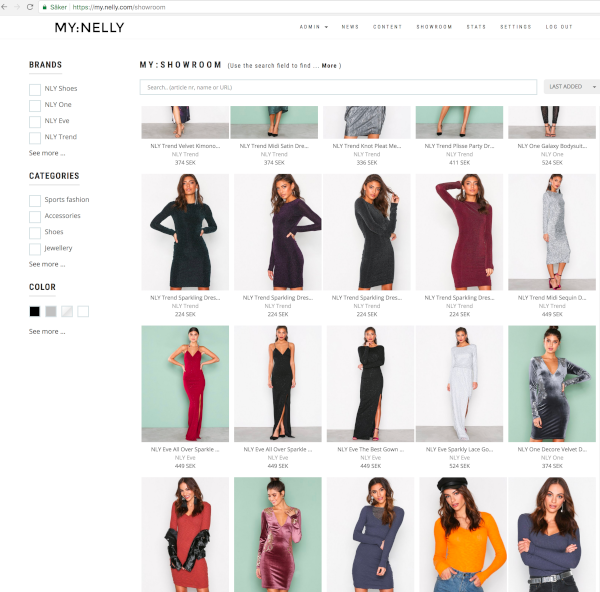 Säker
https://my.nelly.com/showroom
MY:NELLY
ADMIN
NEWS
CONTENT
SHOWROOM
STATS
SETTINGS
LOG OUT
BRANDS
NLY Shoes
NLY One
NLY Eve
NLY Trend
See more ...
CATEGORIES
Sports fashion
Accessories
Shoes
Jewellery
See more ...
COLOR
See more ...
MY:SHOWROOM (Use the search field to find ... More )
Search.. (article nr, name or URL)
LAST ADDED
NLY Trend Velvet Kimono...
NLY Trend
374 SEK
NLY Trend Midi Satin Dre...
NLY Trend
374 SEK
NLY Trend Knot Pleat Me...
NLY Trend
336 SEK
NLY Trend Plisse Party Dr...
NLY Trend
411 SEK
NLY One Galaxy Bodysuit...
NLY One
524 SEK
NLY Trend Sparkling Dres...
NLY Trend
224 SEK
NLY Trend Sparkling Dres...
NLY Trend
224 SEK
NLY Trend Sparkling Dres...
NLY Trend
224 SEK
NLY Trend Sparkling Dres...
NLY Trend
224 SEK
NLY Trend Midi Sequin D...
NLY Trend
449 SEK
NLY Eve All Over Sparkle ...
NLY Eve
449 SEK
NLY Eve All Over Sparkle ...
NLY Eve
449 SEK
NLY Eve The Best Gown ...
NLY Eve
449 SEK
NLY Eve Sparkly Lace Go...
NLY Eve
524 SEK
NLY One Decore Velvet D...
NLY One
374 SEK